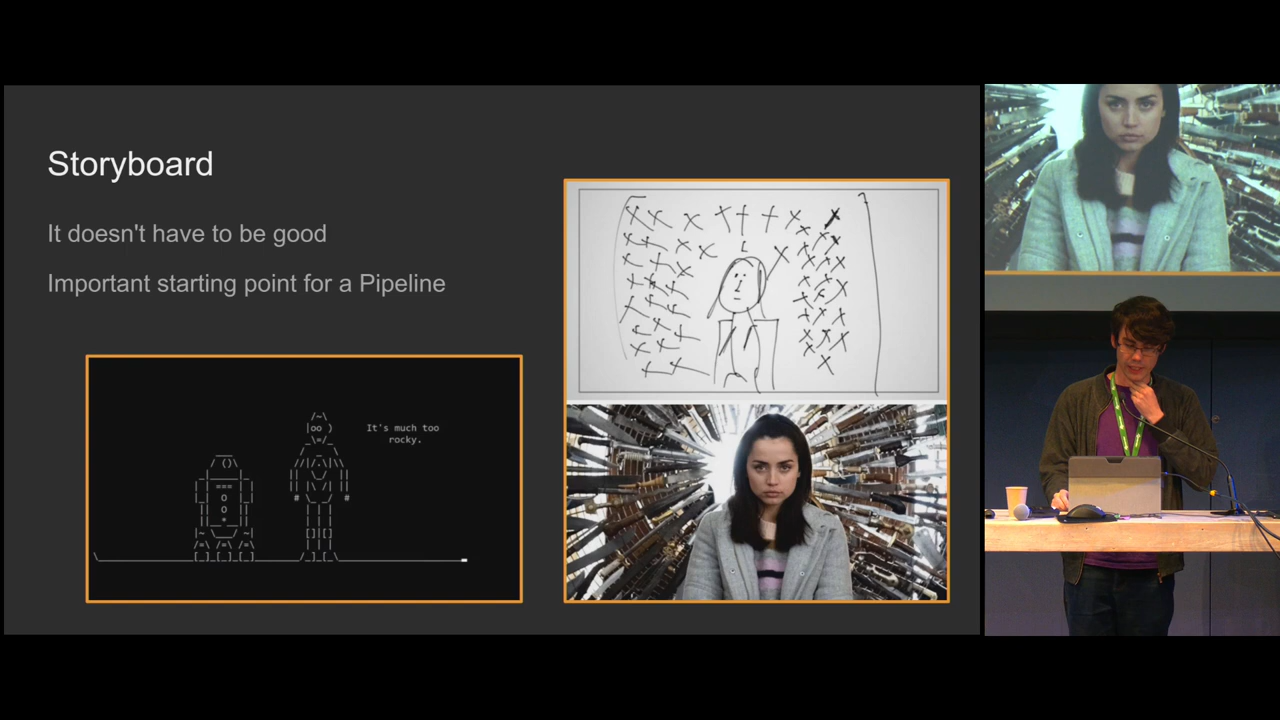 Storyboard
It doesn't have to be good
Important starting point for a Pipeline
It's much too
rocky.